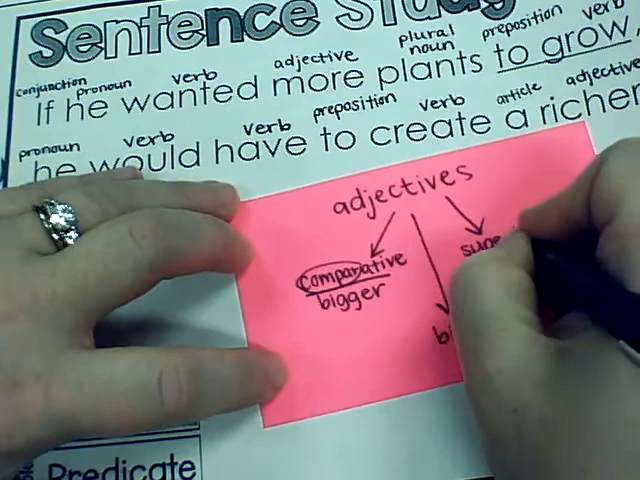 Sentence Study
conjunction pronoun verb adjective plural noun preposition verb
If he wanted more plants to grow,
pronoun verb verb preposition verb article adjective
he would have to create a richer
adjectives
comparative
bigger
Predicate